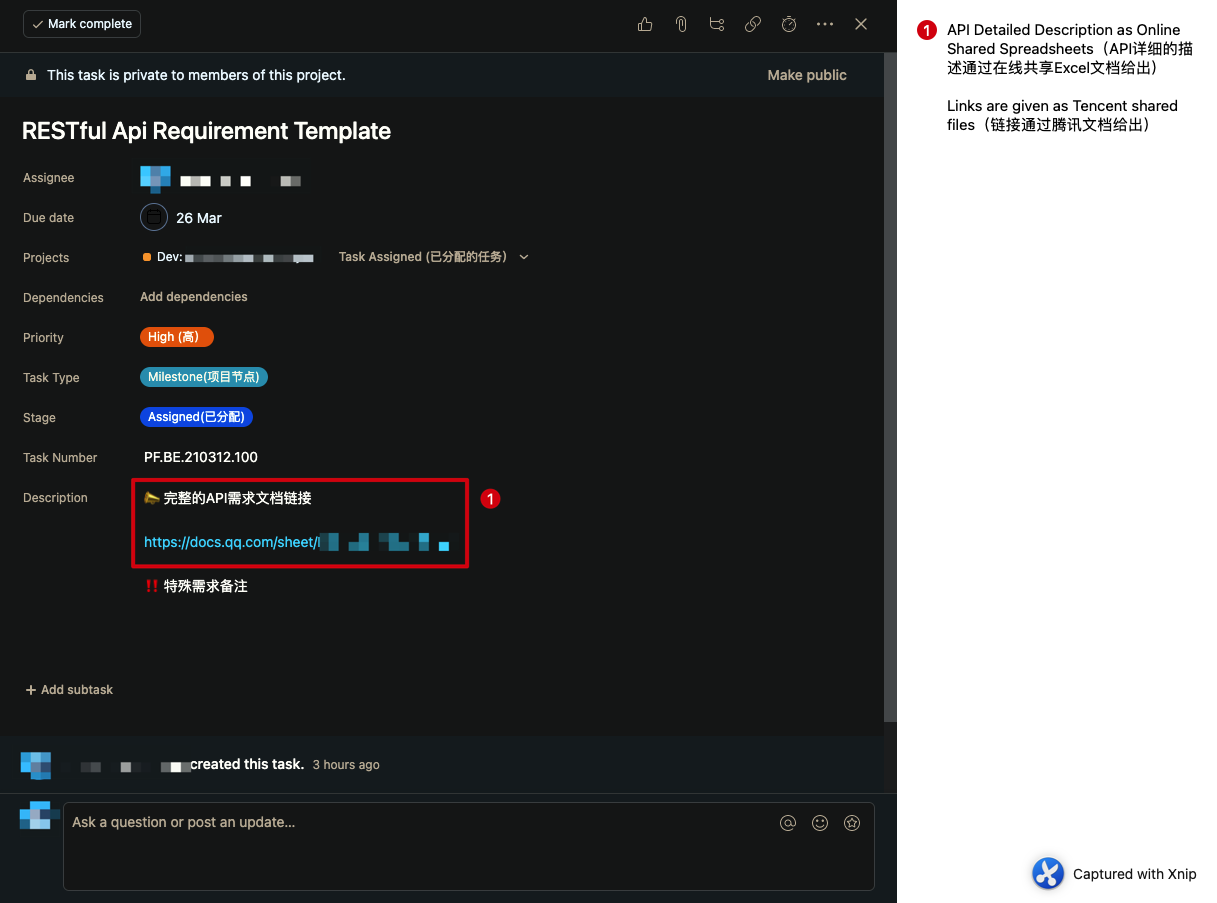 Mark complete
This task is private to members of this project.
Make public
RESTful Api Requirement Template
Assignee
Due date
26 Mar
Projects
Dev:
Task Assigned (已分配的任务)
Dependencies
Add dependencies
Priority
High (高)
Task Type
Milestone(项目节点)
Stage
Assigned(已分配)
Task Number
PF.BE.210312.100
Description
完整的API需求文档链接
1
https://docs.qq.com/sheet/
‼ 特殊需求备注
+ Add subtask
created this task. 3 hours ago
Ask a question or post an update...
1
API Detailed Description as Online
Shared Spreadsheets（API详细的描
述通过在线共享Excel文档给出）
Links are given as Tencent shared
files（链接通过腾讯文档给出）
Captured with Xnip